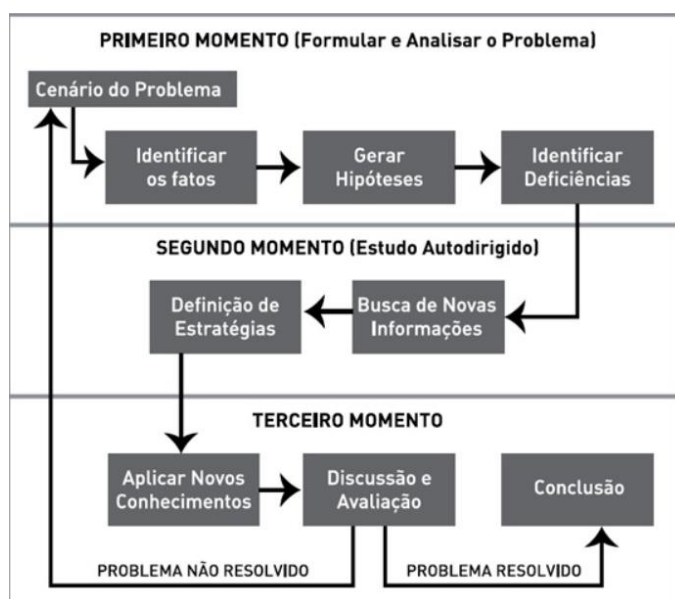 PRIMEIRO MOMENTO (Formular e Analisar o Problema)
Cenário do Problema
Identificar
os fatos
Gerar
Hipóteses
Identificar
Deficiências
SEGUNDO MOMENTO (Estudo Autodirigido)
Definição de
Estratégias
Busca de Novas
Informações
TERCEIRO MOMENTO
Aplicar Novos
Conhecimentos
Discussão e
Avaliação
Conclusão
PROBLEMA NÃO RESOLVIDO
PROBLEMA RESOLVIDO